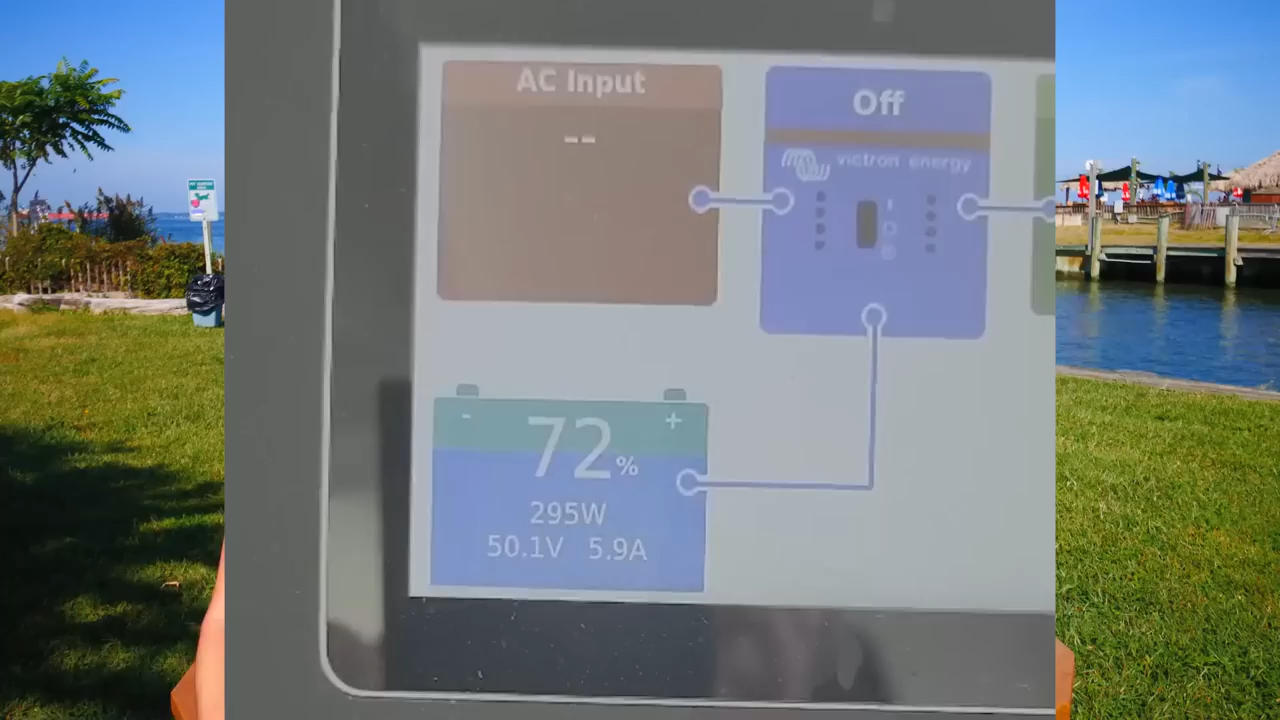 AC Input
--
Off
victron energy
- +
72%
295W
50.1V 5.9A